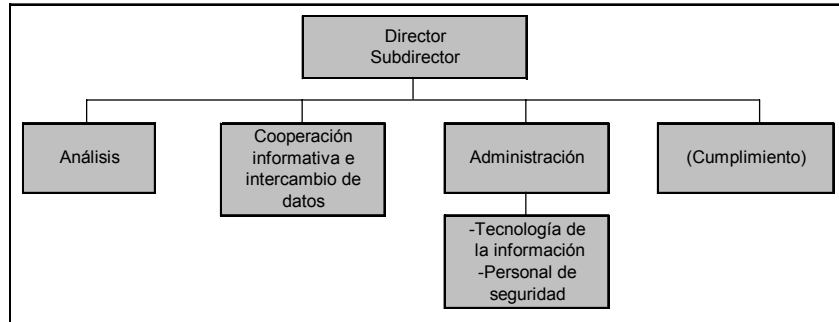 Director
Subdirector
Análisis
Cooperación
informativa e
intercambio de
datos
Administración
(Cumplimiento)
-Tecnología de
la información
-Personal de
seguridad